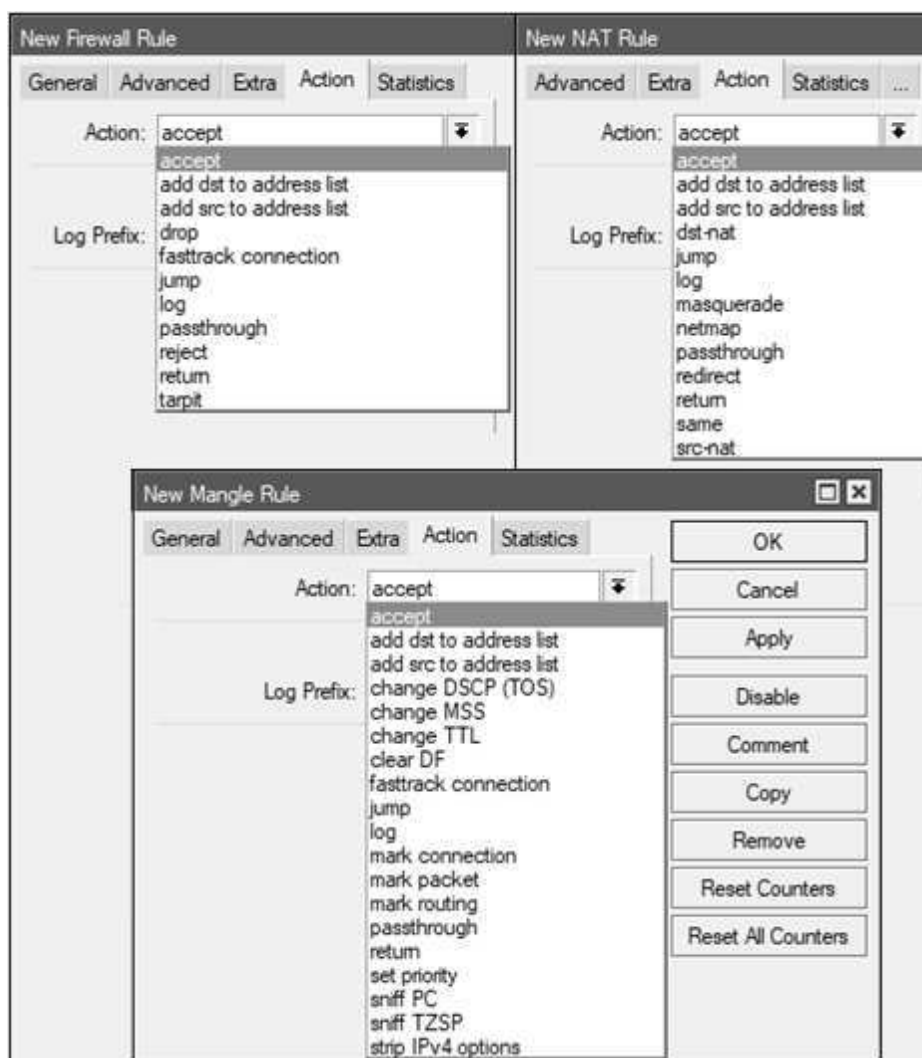 New Firewall Rule
General Advanced Extra Action Statistics
Action: accept
accept
add dst to address list
add src to address list
Log Prefix: drop
fasttrack connection
jump
log
passthrough
reject
return
tarpit
New NAT Rule
Advanced Extra Action Statistics ...
Action: accept
accept
add dst to address list
add src to address list
Log Prefix: dst-nat
jump
log
masquerade
netmap
passthrough
redirect
return
same
src-nat
New Mangle Rule
General Advanced Extra Action Statistics
Action: accept
accept
add dst to address list
add src to address list
Log Prefix: change DSCP (TOS)
change MSS
change TTL
clear DF
fasttrack connection
jump
log
mark connection
mark packet
mark routing
passthrough
return
set priority
sniff PC
sniff TZSP
strip IPv4 options
OK
Cancel
Apply
Disable
Comment
Copy
Remove
Reset Counters
Reset All Counters